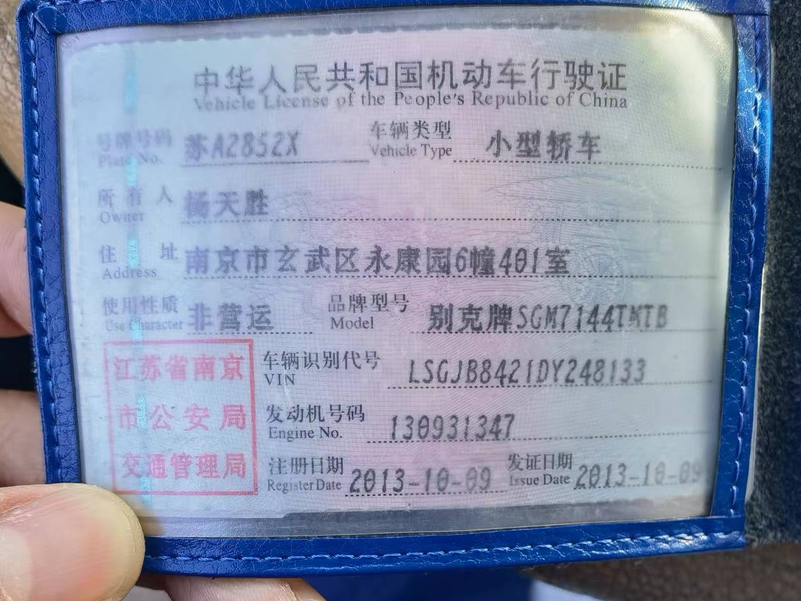 中华人民共和国机动车行驶证
Vehicle License of the People's Republic of China
号牌号码 苏A2852X 车辆类型 小型轿车
Plate No. Vehicle Type
所有人 杨天胜
Owner
住址 南京市玄武区永康园6幢401室
Address
使用性质 非营运 品牌型号 别克牌SGM7144TMTB
Use Character Model
江苏省南京
市公安局
交通管理局
车辆识别代号 LSGJB8421DY248133
VIN
发动机号码 130931347
Engine No.
注册日期 2013-10-09 发证日期 2013-10-09
Register Date Issue Date